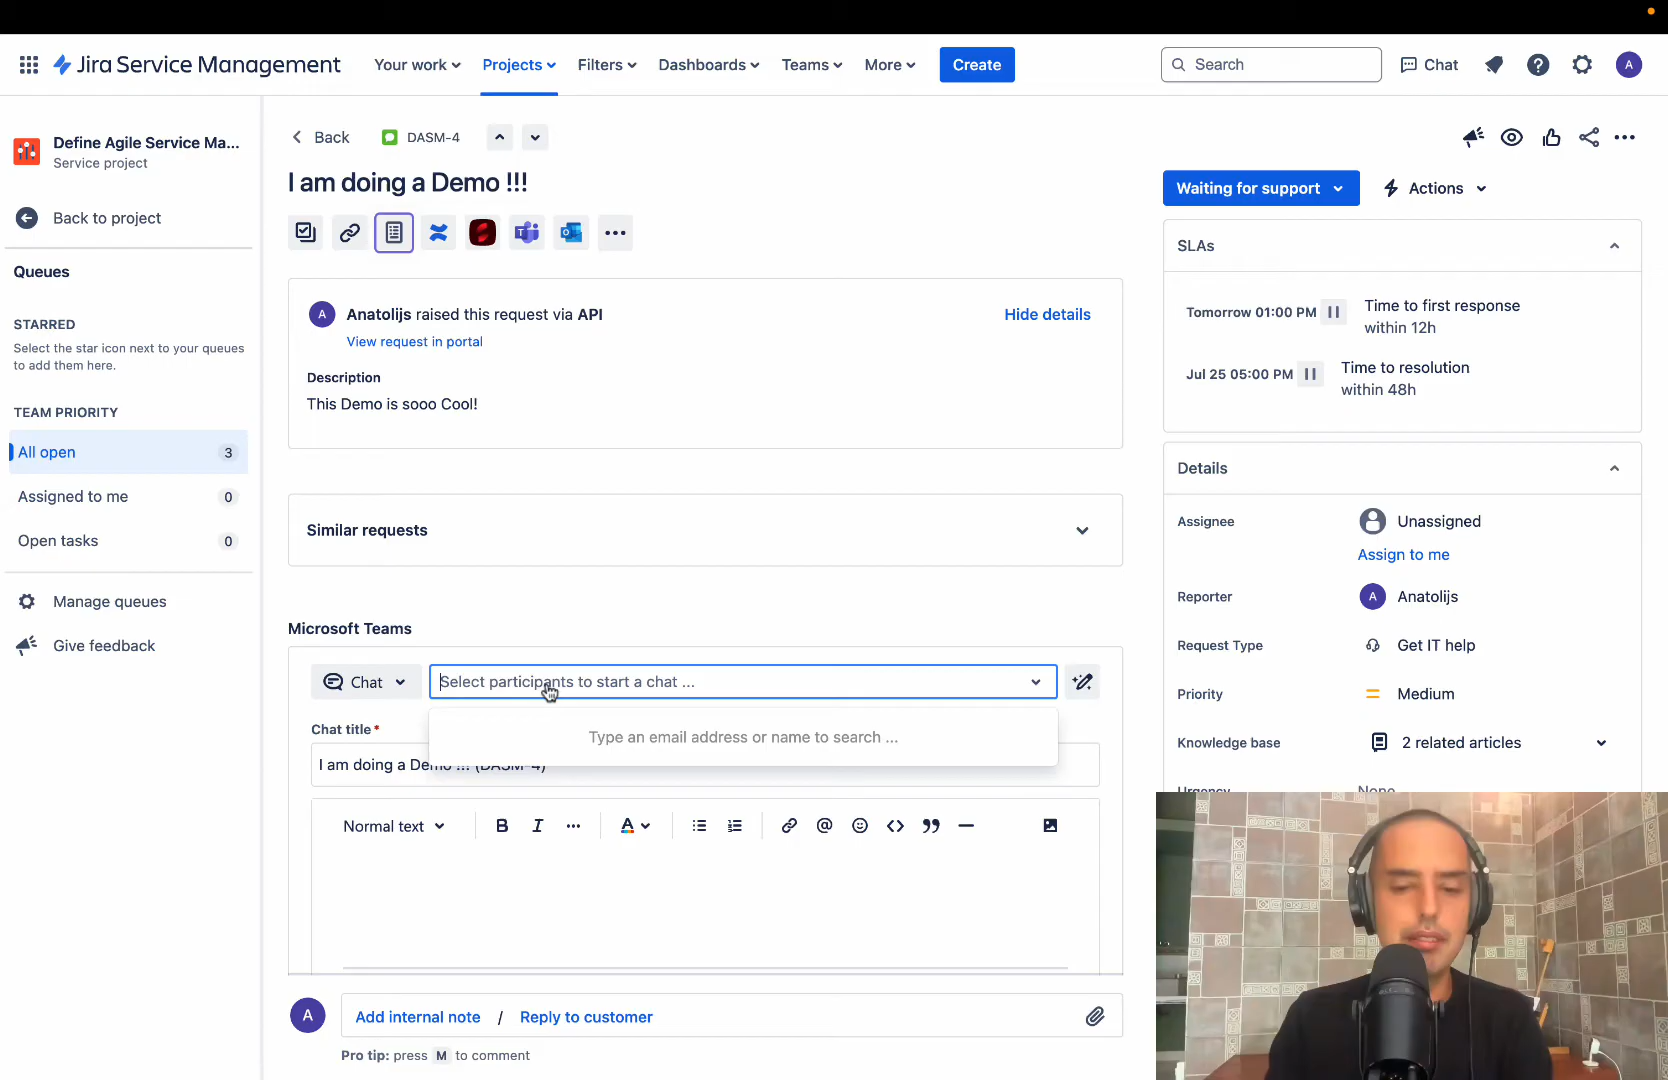 Jira Service Management
Your work
Projects
Filters
Dashboards
Teams
More
Create
Search
Chat
A
Define Agile Service Ma...
Service project
Back to project
Queues
STARRED
Select the star icon next to your queues
to add them here.
TEAM PRIORITY
All open 3
Assigned to me 0
Open tasks 0
Manage queues
Give feedback
Back
DASM-4
I am doing a Demo !!!
A
Anatolijs raised this request via API
Hide details
View request in portal
Description
This Demo is sooo Cool!
Similar requests
Microsoft Teams
Chat
Select participants to start a chat ...
Type an email address or name to search ...
Chat title *
I am doing a Demo !!! (DASM-4)
Normal text
B I A
A
Add internal note / Reply to customer
Pro tip: press M to comment
Waiting for support
Actions
SLAs
Tomorrow 01:00 PM
Time to first response
within 12h
Jul 25 05:00 PM
Time to resolution
within 48h
Details
Assignee
Unassigned
Assign to me
Reporter
A Anatolijs
Request Type
Get IT help
Priority
Medium
Knowledge base
2 related articles
Urgency
None